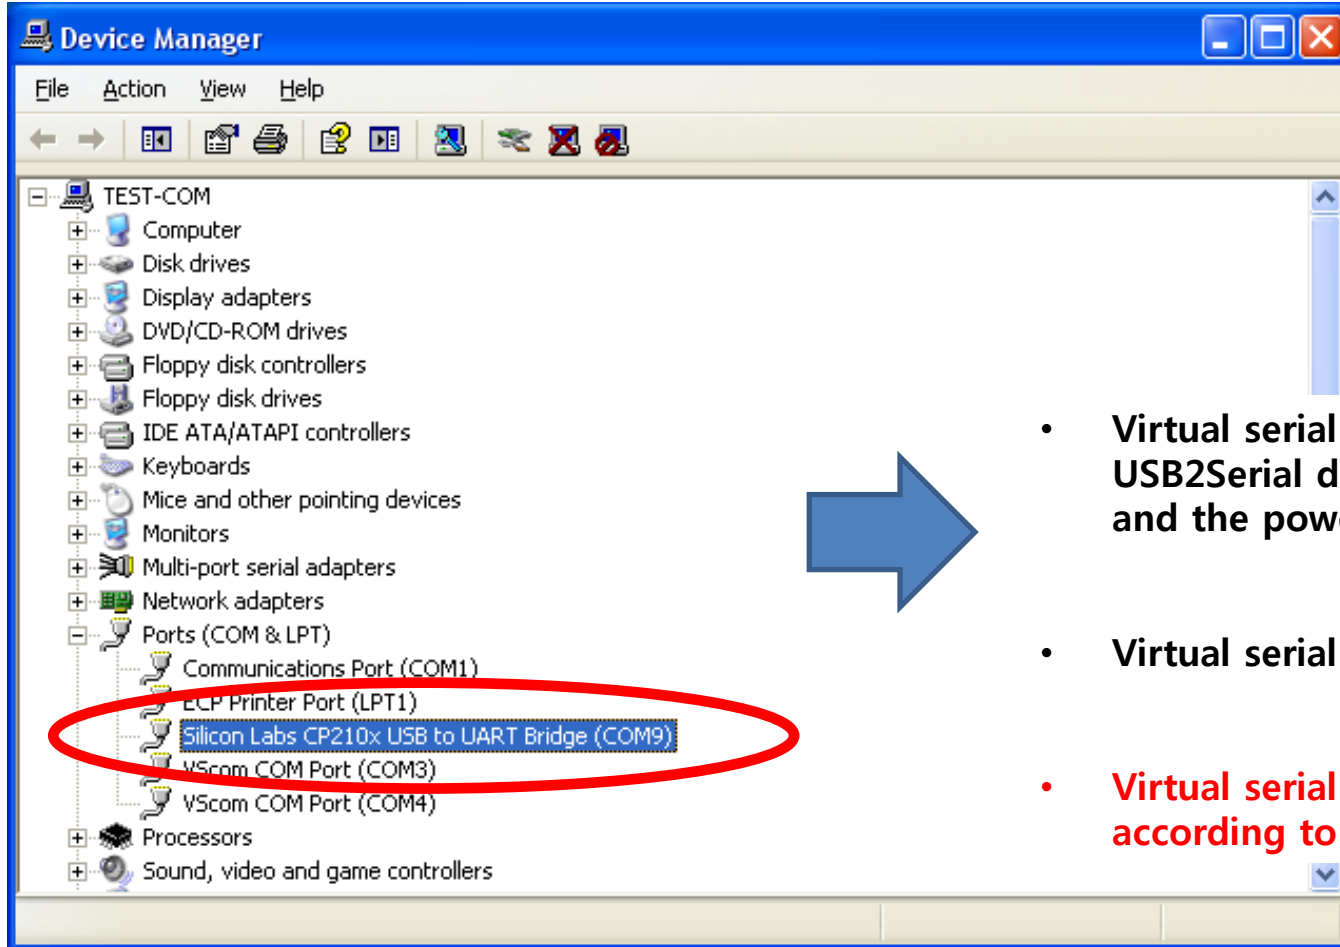 Device Manager
File Action View Help
TEST-COM
Computer
Disk drives
Display adapters
DVD/CD-ROM drives
Floppy disk controllers
Floppy disk drives
IDE ATA/ATAPI controllers
Keyboards
Mice and other pointing devices
Monitors
Multi-port serial adapters
Network adapters
Ports (COM & LPT)
Communications Port (COM1)
ECP Printer Port (LPT1)
Silicon Labs CP210x USB to UART Bridge (COM9)
VScom COM Port (COM3)
VScom COM Port (COM4)
Processors
Sound, video and game controllers
• Virtual serial
USB2Serial d
and the pow
• Virtual serial
• Virtual serial
according to